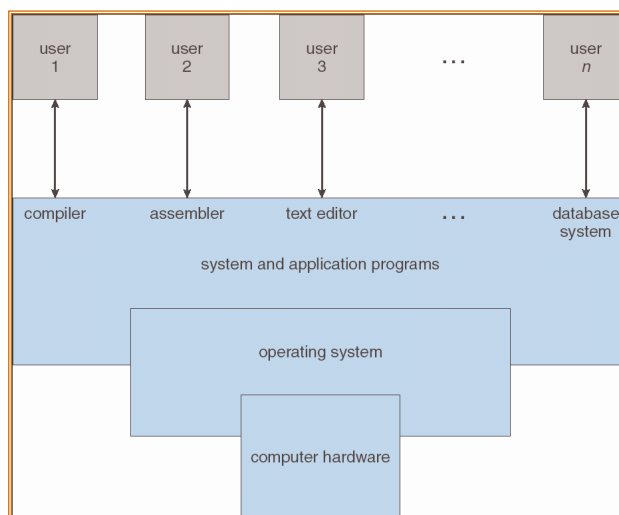 user user user ... user
1 2 3 n
compiler assembler text editor ... database
system
system and application programs
operating system
computer hardware